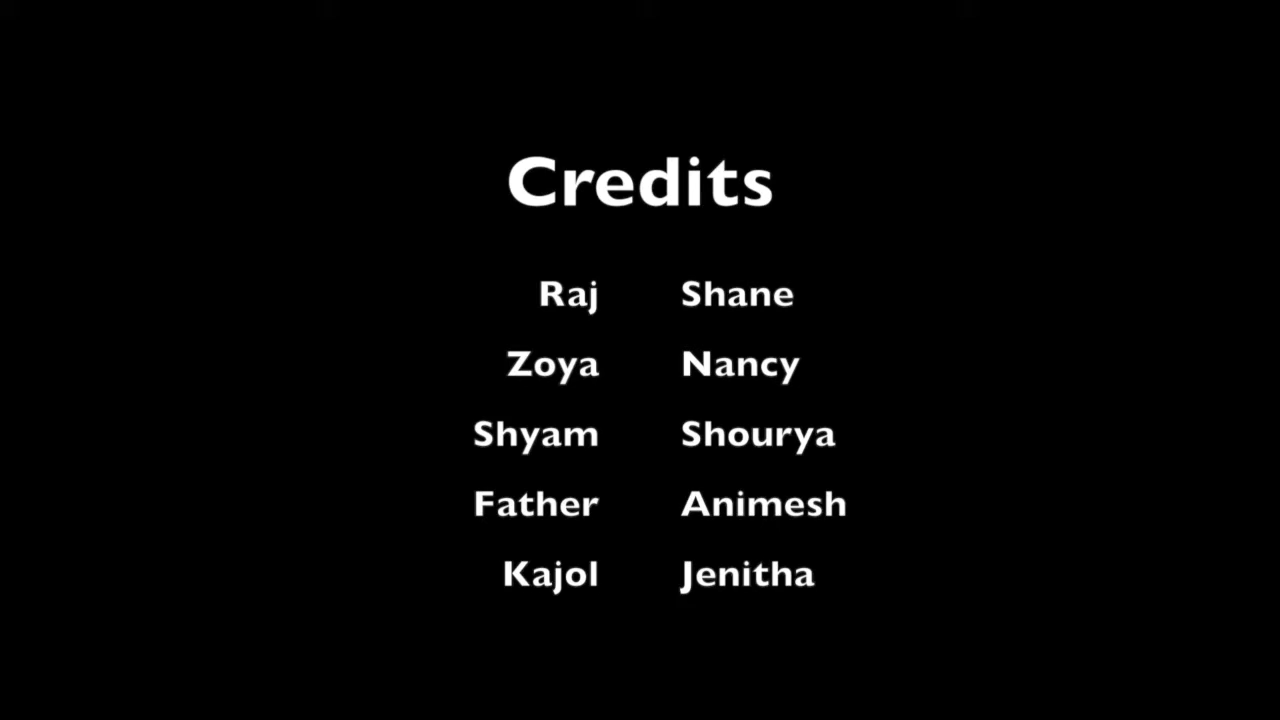 Credits
Raj Shane
Zoya Nancy
Shyam Shourya
Father Animesh
Kajol Jenitha